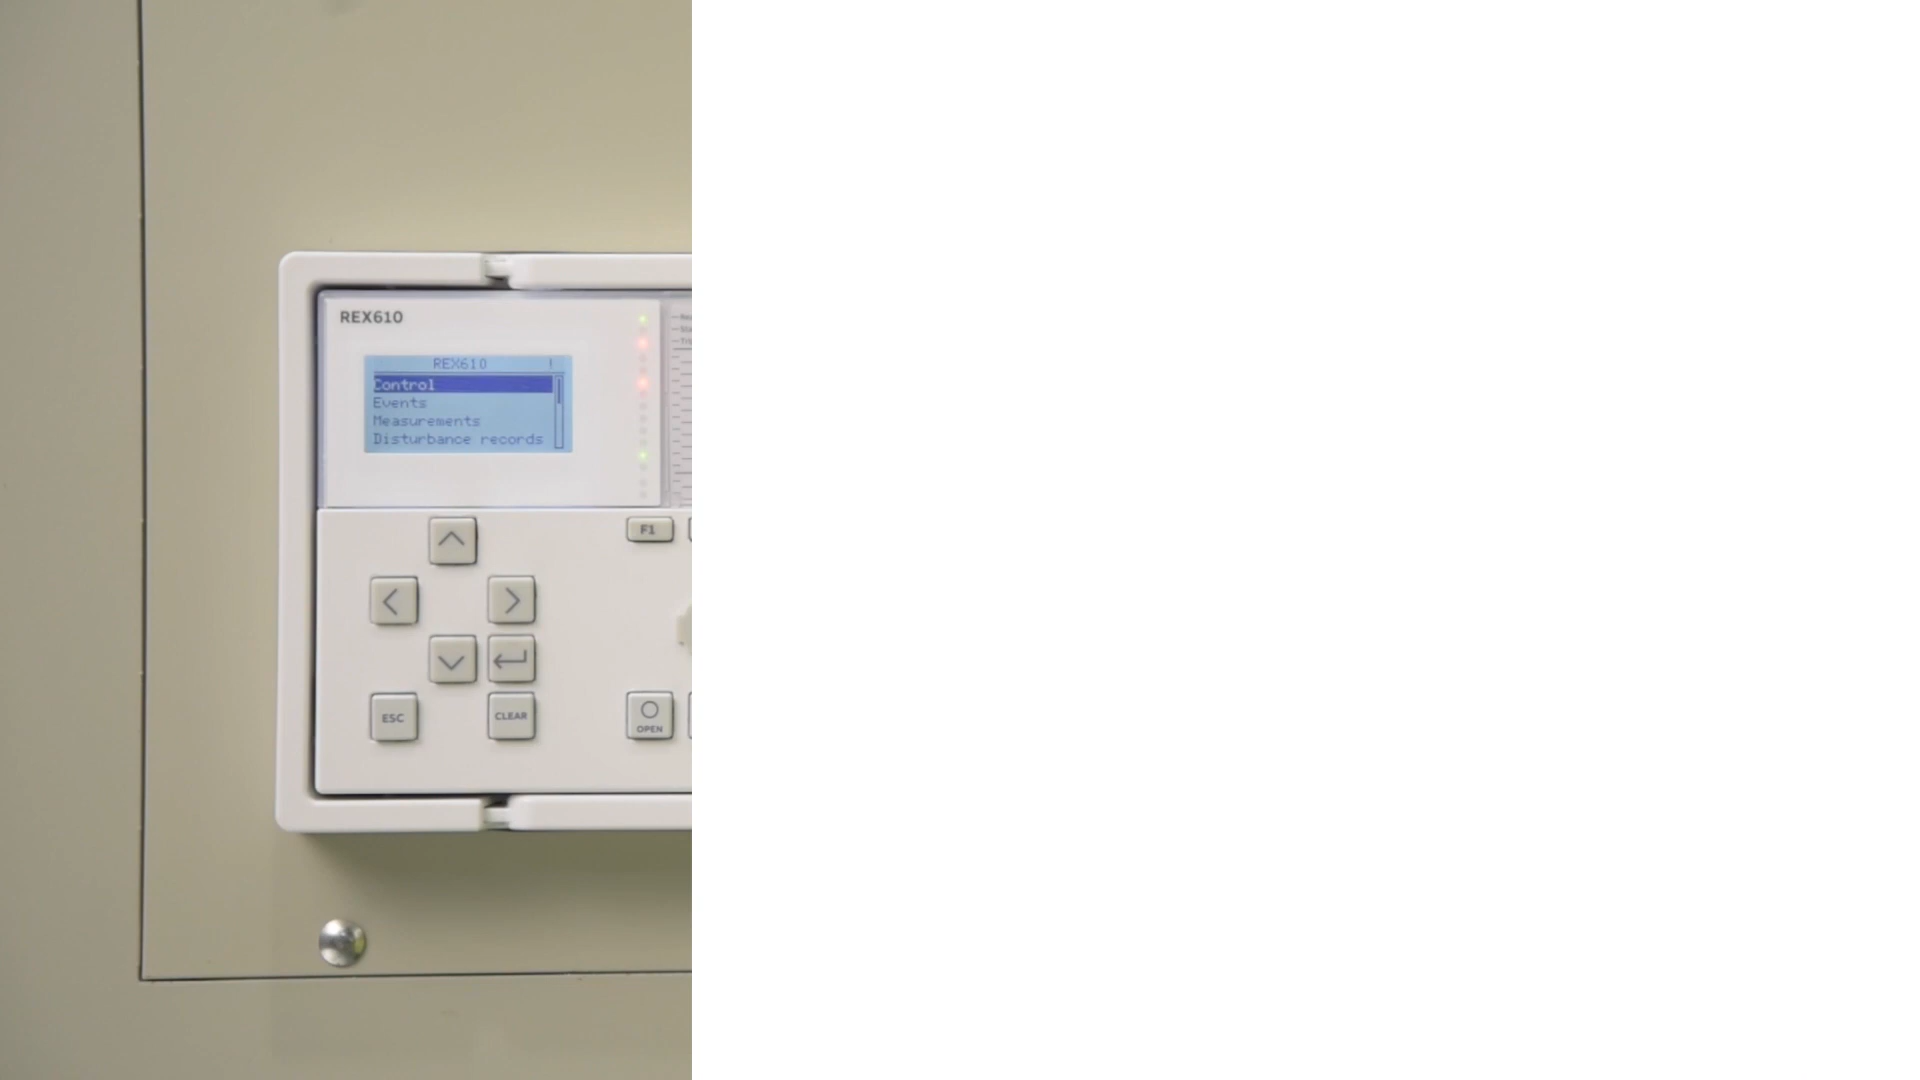 REX610
REX610 !
Control
Events
Measurements
Disturbance records
F1
ESC
CLEAR
OPEN